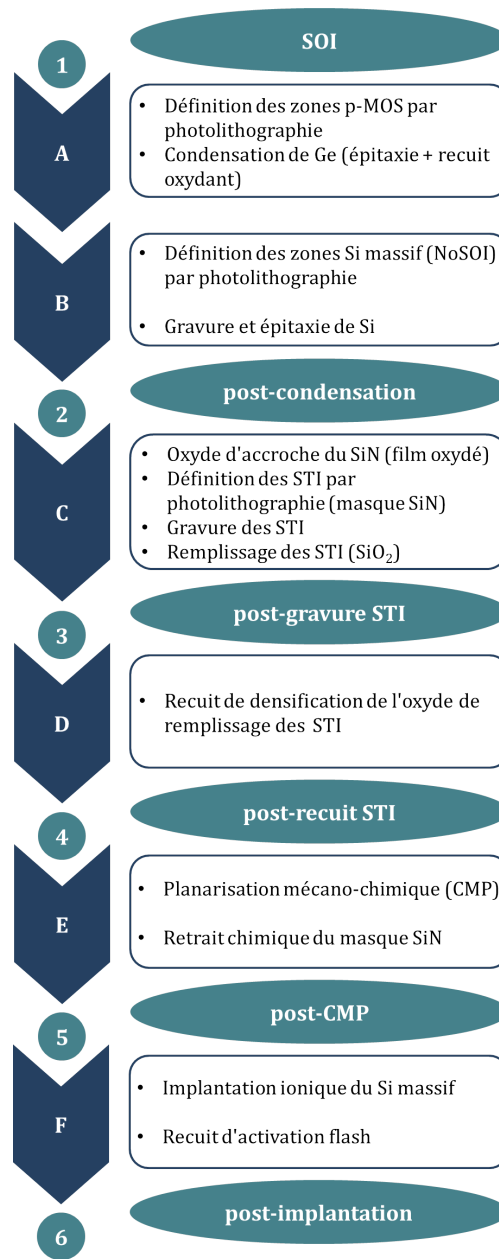 SOI
1
A
• Définition des zones p-MOS par
photolithographie
• Condensation de Ge (épitaxie + recuit
oxydant)
B
• Définition des zones Si massif (NoSOI)
par photolithographie
• Gravure et épitaxie de Si
post-condensation
2
C
• Oxyde d'accroche du SiN (film oxydé)
• Définition des STI par
photolithographie (masque SiN)
• Gravure des STI
• Remplissage des STI (SiO₂)
post-gravure STI
3
D
• Recuit de densification de l'oxyde de
remplissage des STI
post-recuit STI
4
E
• Planarisation mécano-chimique (CMP)
• Retrait chimique du masque SiN
post-CMP
5
F
• Implantation ionique du Si massif
• Recuit d'activation flash
post-implantation
6